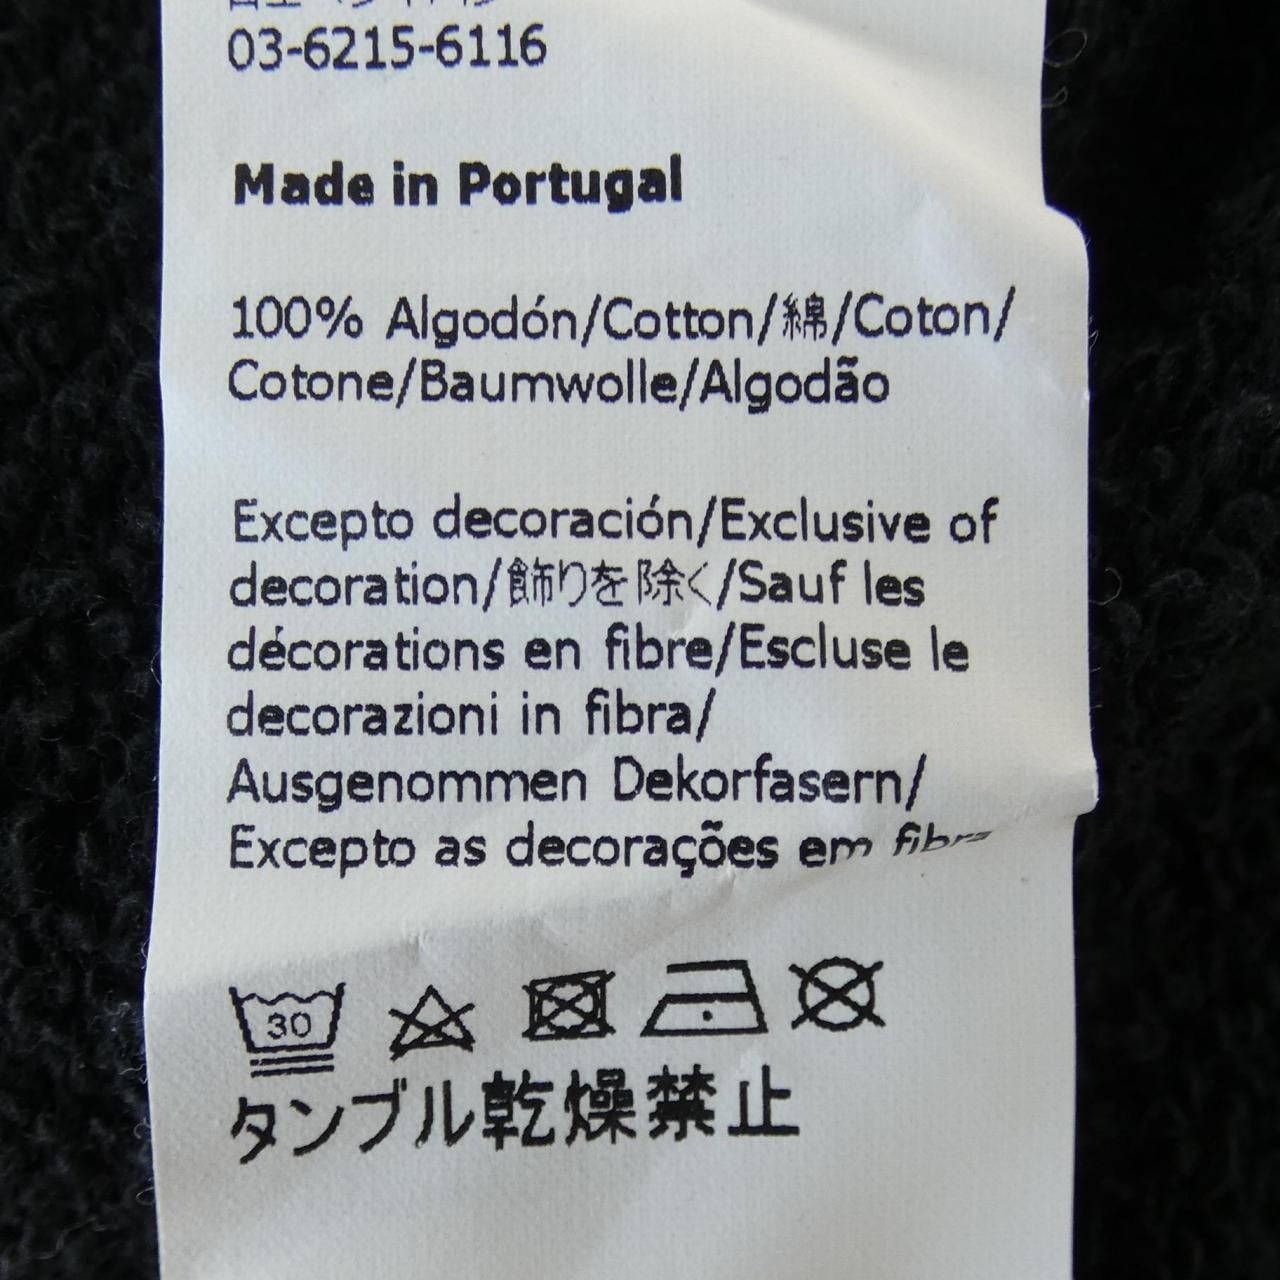 03-6215-6116
Made in Portugal
100% Algodón/Cotton/綿/Coton/
Cotone/Baumwolle/Algodão
Excepto decoración/Exclusive of
decoration/飾りを除く/Sauf les
décorations en fibre/Escluse le
decorazioni in fibra/
Ausgenommen Dekorfasern/
Excepto as decorações em
30
タンブル乾燥禁止